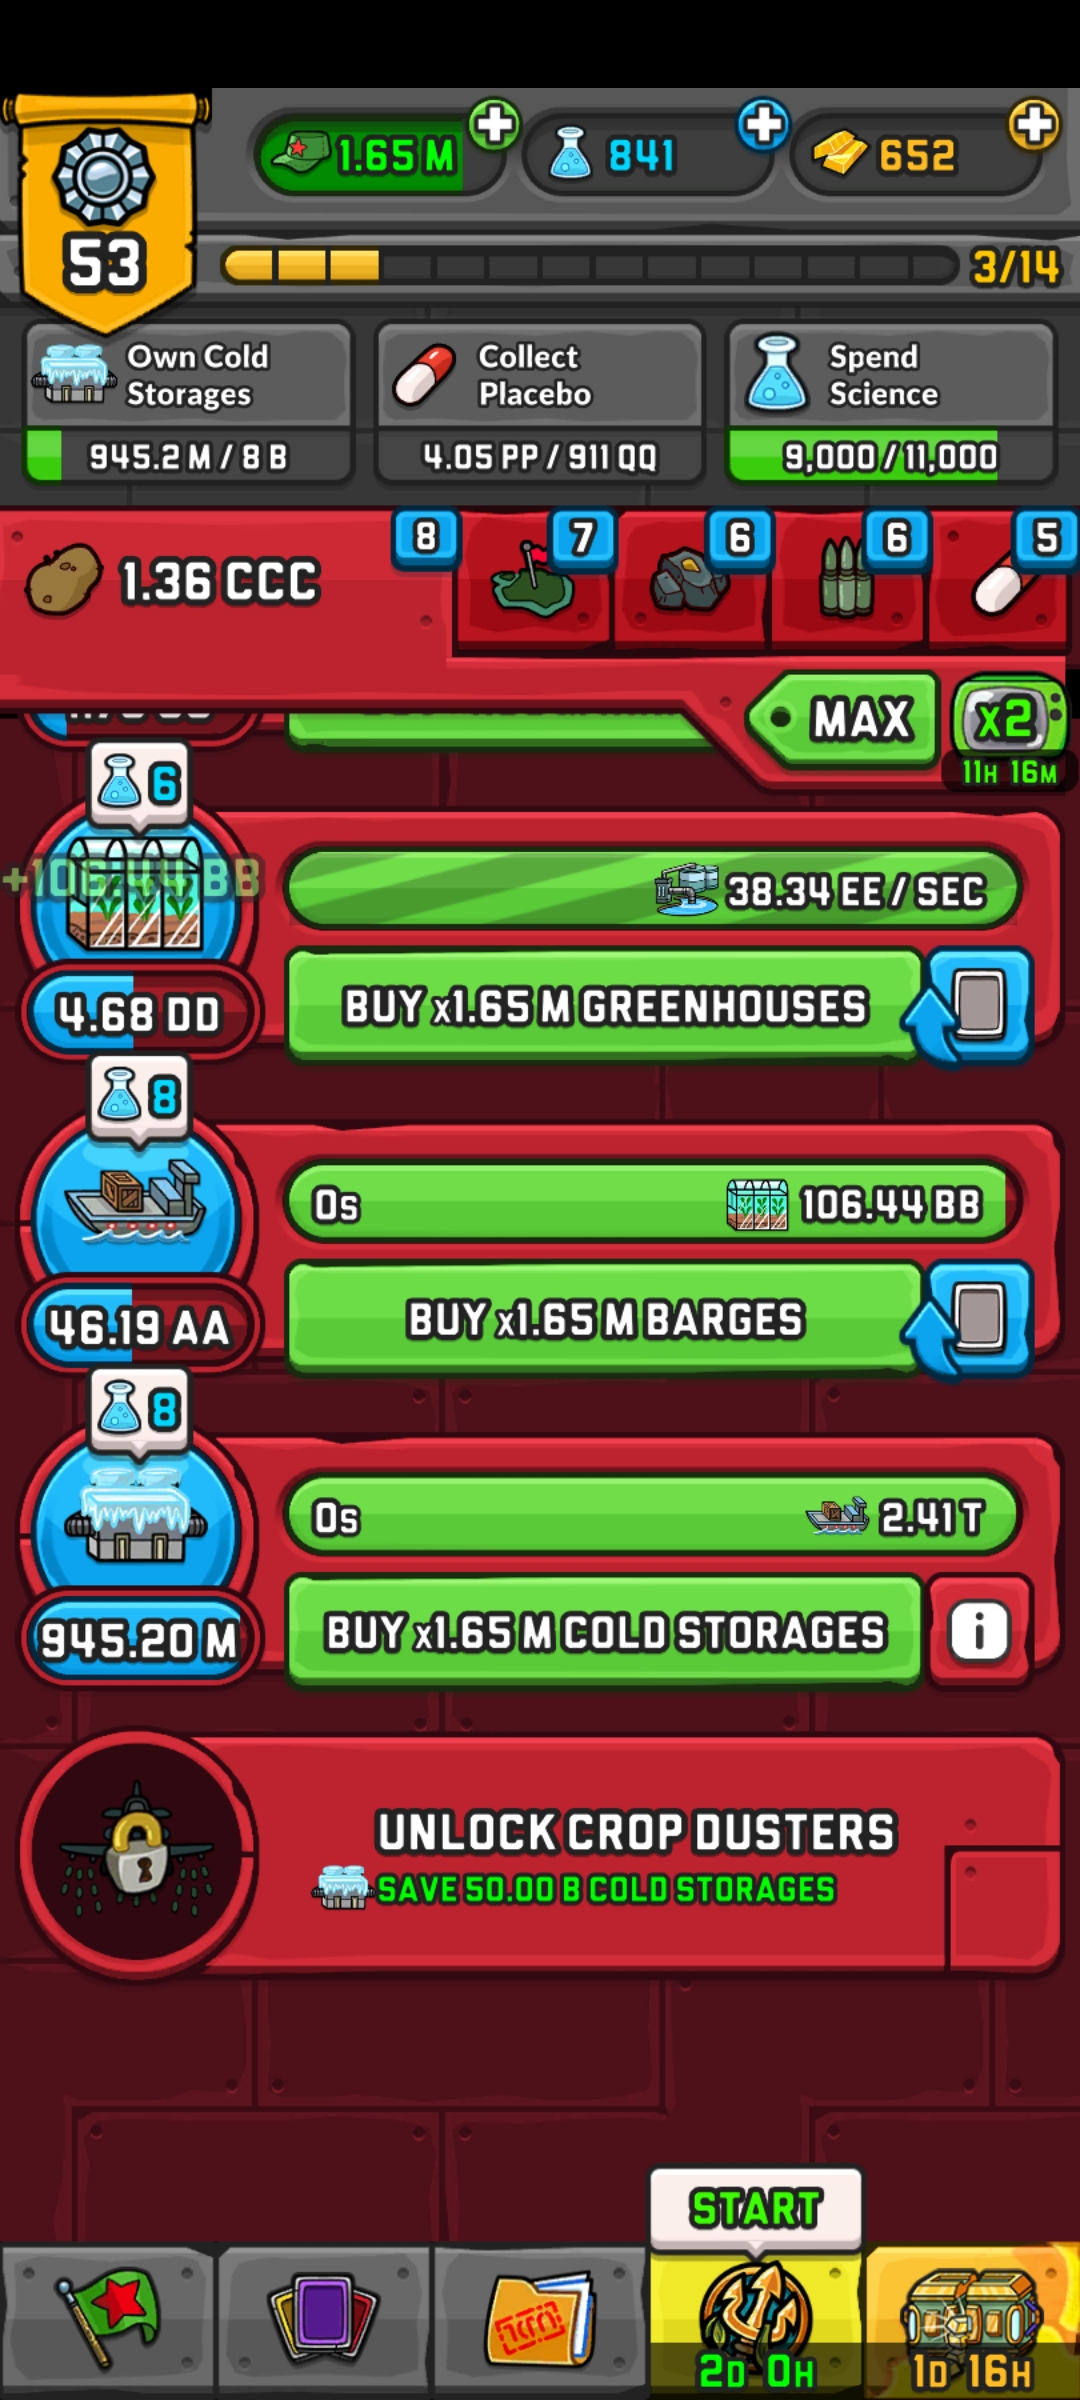 53
1.65 M
841
652
3/14
Own Cold
Storages
945.2 M / 8 B
Collect
Placebo
4.05 PP / 911 QQ
Spend
Science
9,000 / 11,000
1.36 CCC
8
7
6
6
5
MAX
x2
11H 16M
6
+106.44 BB
38.34 EE / SEC
4.68 DD
BUY x1.65 M GREENHOUSES
8
0s
106.44 BB
46.19 AA
BUY x1.65 M BARGES
8
0s
2.41 T
945.20 M
BUY x1.65 M COLD STORAGES
i
UNLOCK CROP DUSTERS
SAVE 50.00 B COLD STORAGES
START
2D 0H
1D 16H